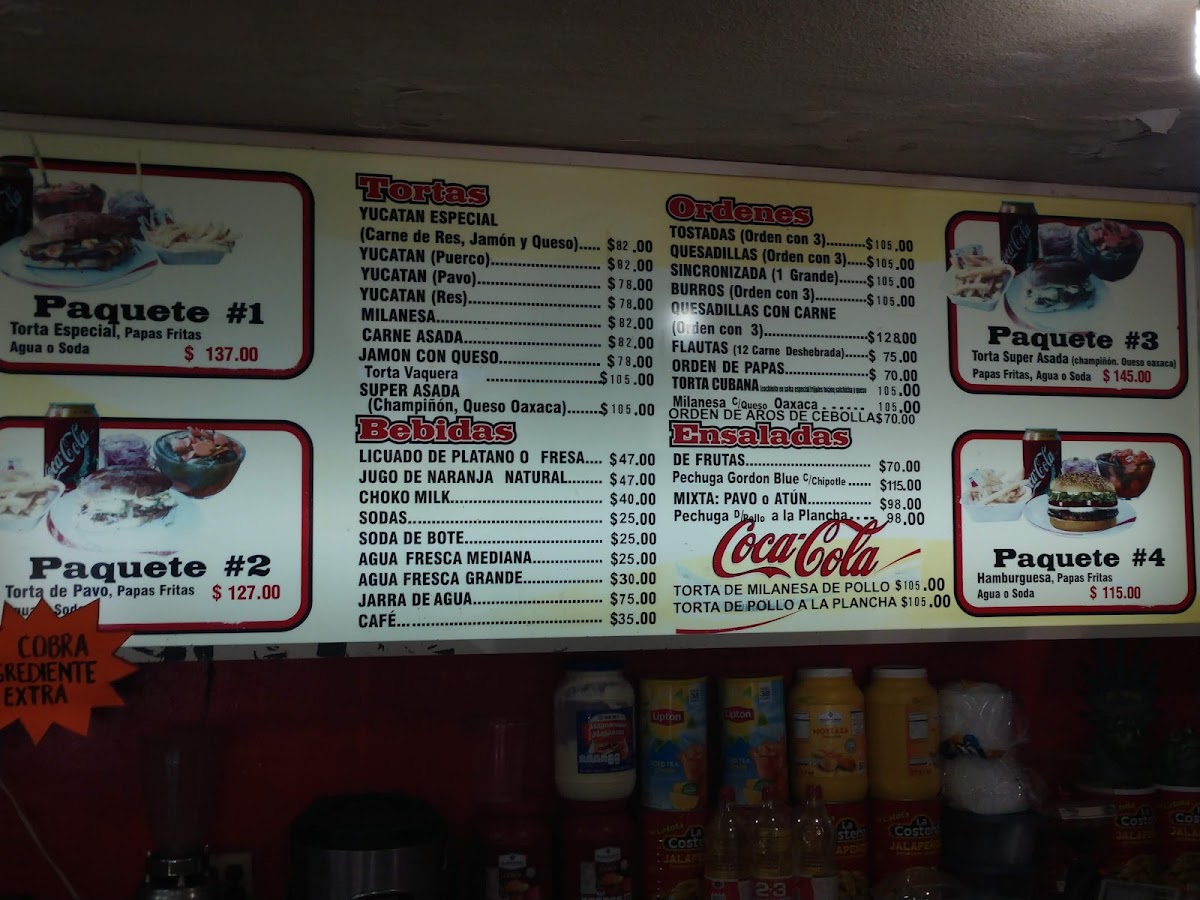 Paquete #1
Torta Especial, Papas Fritas
Agua o Soda
$ 137.00
Paquete #2
Torta de Pavo, Papas Fritas
$ 127.00
COBRA
EXTRA
Tortas
YUCATAN ESPECIAL
(Carne de Res, Jamón y Queso)..... $82.00
YUCATAN (Puerco)............................ $82.00
YUCATAN (Pavo)............................... $78.00
YUCATAN (Res)................................. $78.00
MILANESA.......................................... $82.00
CARNE ASADA................................... $82.00
JAMON CON QUESO......................... $78.00
Torta Vaquera ............................$105.00
SUPER ASADA
(Champiñón, Queso Oaxaca)........$105.00
Bebidas
LICUADO DE PLATANO O FRESA.... $47.00
JUGO DE NARANJA NATURAL........ $47.00
CHOKO MILK................................... $40.00
SODAS............................................. $25.00
SODA DE BOTE................................ $25.00
AGUA FRESCA MEDIANA................ $25.00
AGUA FRESCA GRANDE.................. $30.00
JARRA DE AGUA.............................. $75.00
CAFÉ................................................ $35.00
Ordenes
TOSTADAS (Orden con 3)...........$105.00
QUESADILLAS (Orden con 3).....$105.00
SINCRONIZADA (1 Grande).......$105.00
BURROS (Orden con 3)..............$105.00
QUESADILLAS CON CARNE
(Orden con 3)............................$128.00
FLAUTAS (12 Carne Deshebrada)......$ 75.00
ORDEN DE PAPAS......................$ 70.00
TORTA CUBANA 105.00
Milanesa C/Queso Oaxaca ....... 105.00
ORDEN DE AROS DE CEBOLLA$70.00
Ensaladas
DE FRUTAS................................ $70.00
Pechuga Gordon Blue C/Chipotle ...... $115.00
MIXTA: PAVO o ATÚN................. $98.00
Pechuga D/Pollo a la Plancha.... 98.00
Coca-Cola
TORTA DE MILANESA DE POLLO $105.00
TORTA DE POLLO A LA PLANCHA $105.00
Coca-Cola
Paquete #3
Torta Super Asada (champiñón. Queso oaxaca)
Papas Fritas, Agua o Soda $ 145.00
Paquete #4
Hamburguesa, Papas Fritas
Agua o Soda $ 115.00
Lipton
Lipton
MOSTAZA
La
Costeña
JALAPEÑOS
2.3